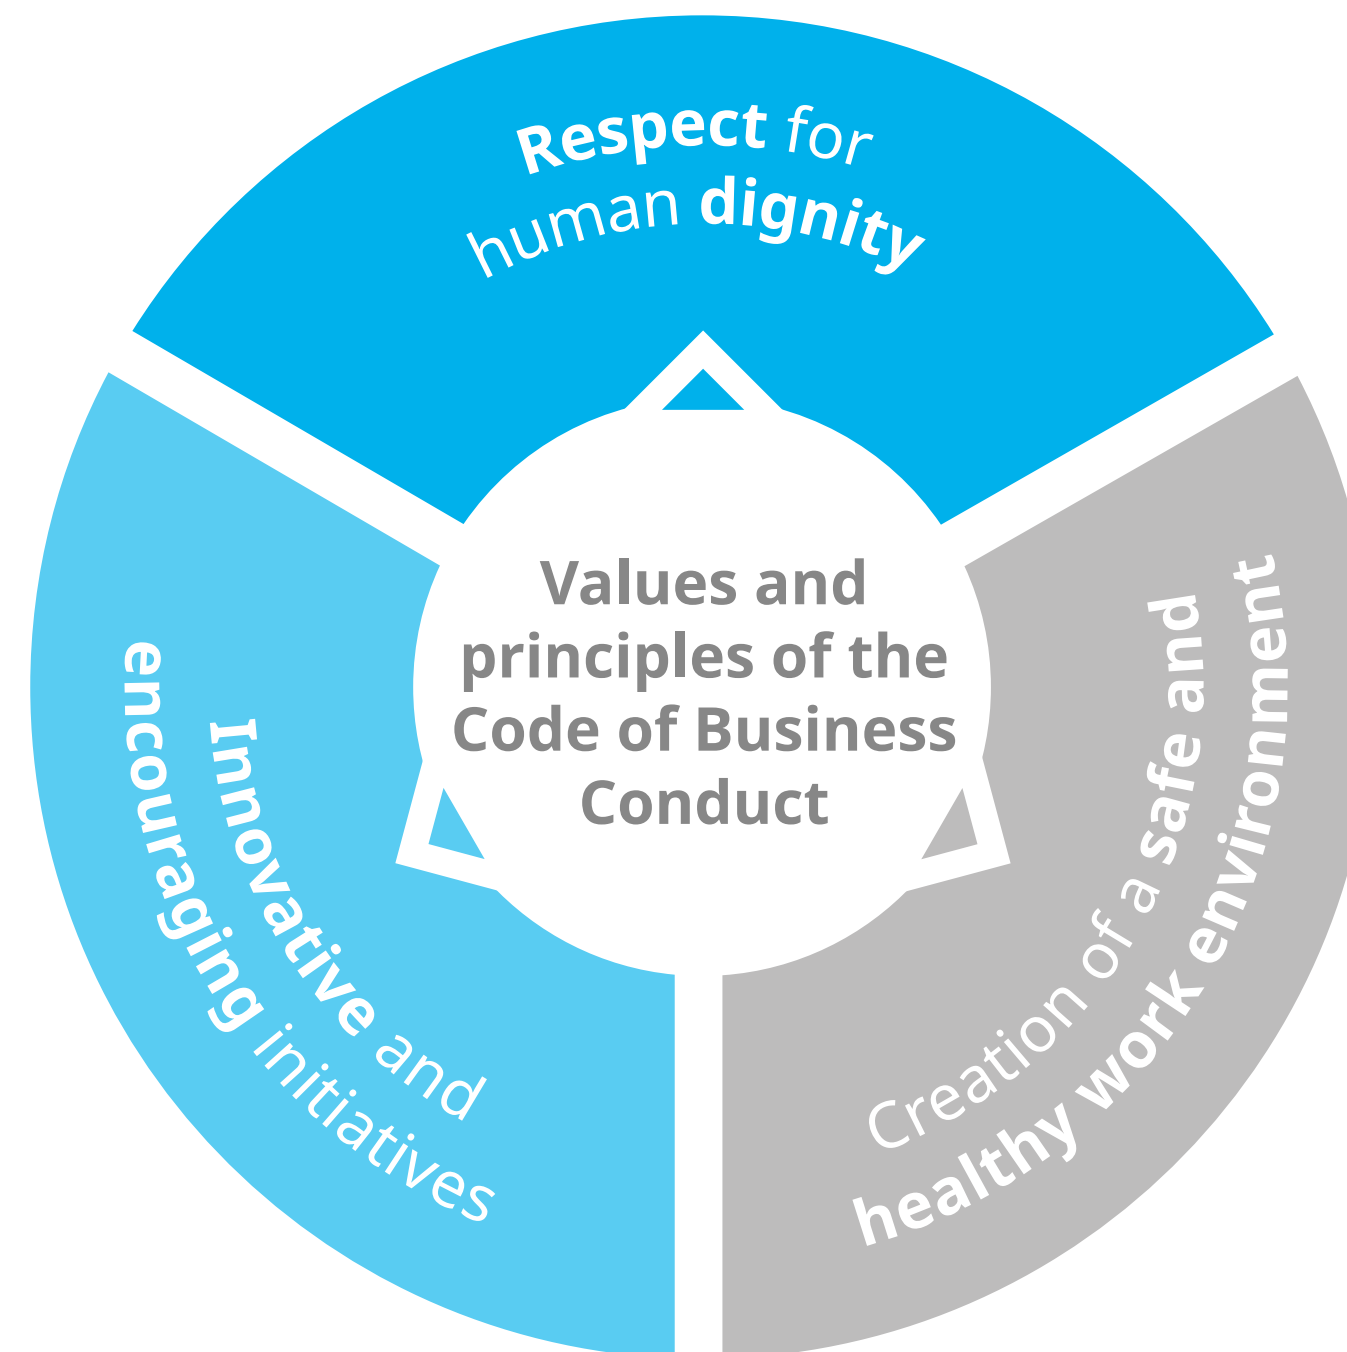 Respect for
human dignity
Values and
principles of the
Code of Business
Conduct
Innovative and
encouraging initiatives
Creation of a safe and
healthy work environment